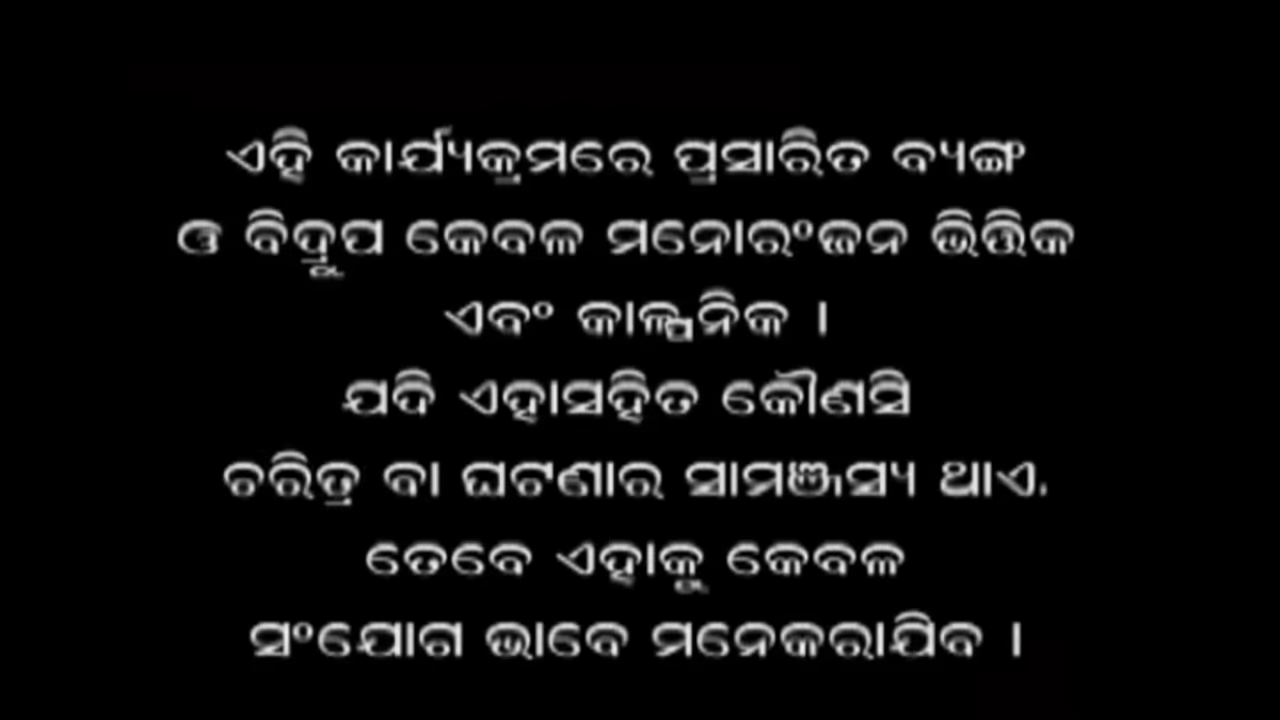 ଏହି କାର୍ଯ୍ୟକ୍ରମରେ ପ୍ରସାରିତ ବ୍ୟଙ୍ଗ
ଓ ବିଦ୍ରୁପ କେବଳ ମନୋରଂଜନ ଭିତ୍ତିକ
ଏବଂ କାଳ୍ପନିକ ।
ଯଦି ଏହାସହିତ କୌଣସି
ଚରିତ୍ର ବା ଘଟଣାର ସାମଞ୍ଜସ୍ୟ ଥାଏ.
ତେବେ ଏହାକୁ କେବଳ
ସଂଯୋଗ ଭାବେ ମନେକରାଯିବ ।